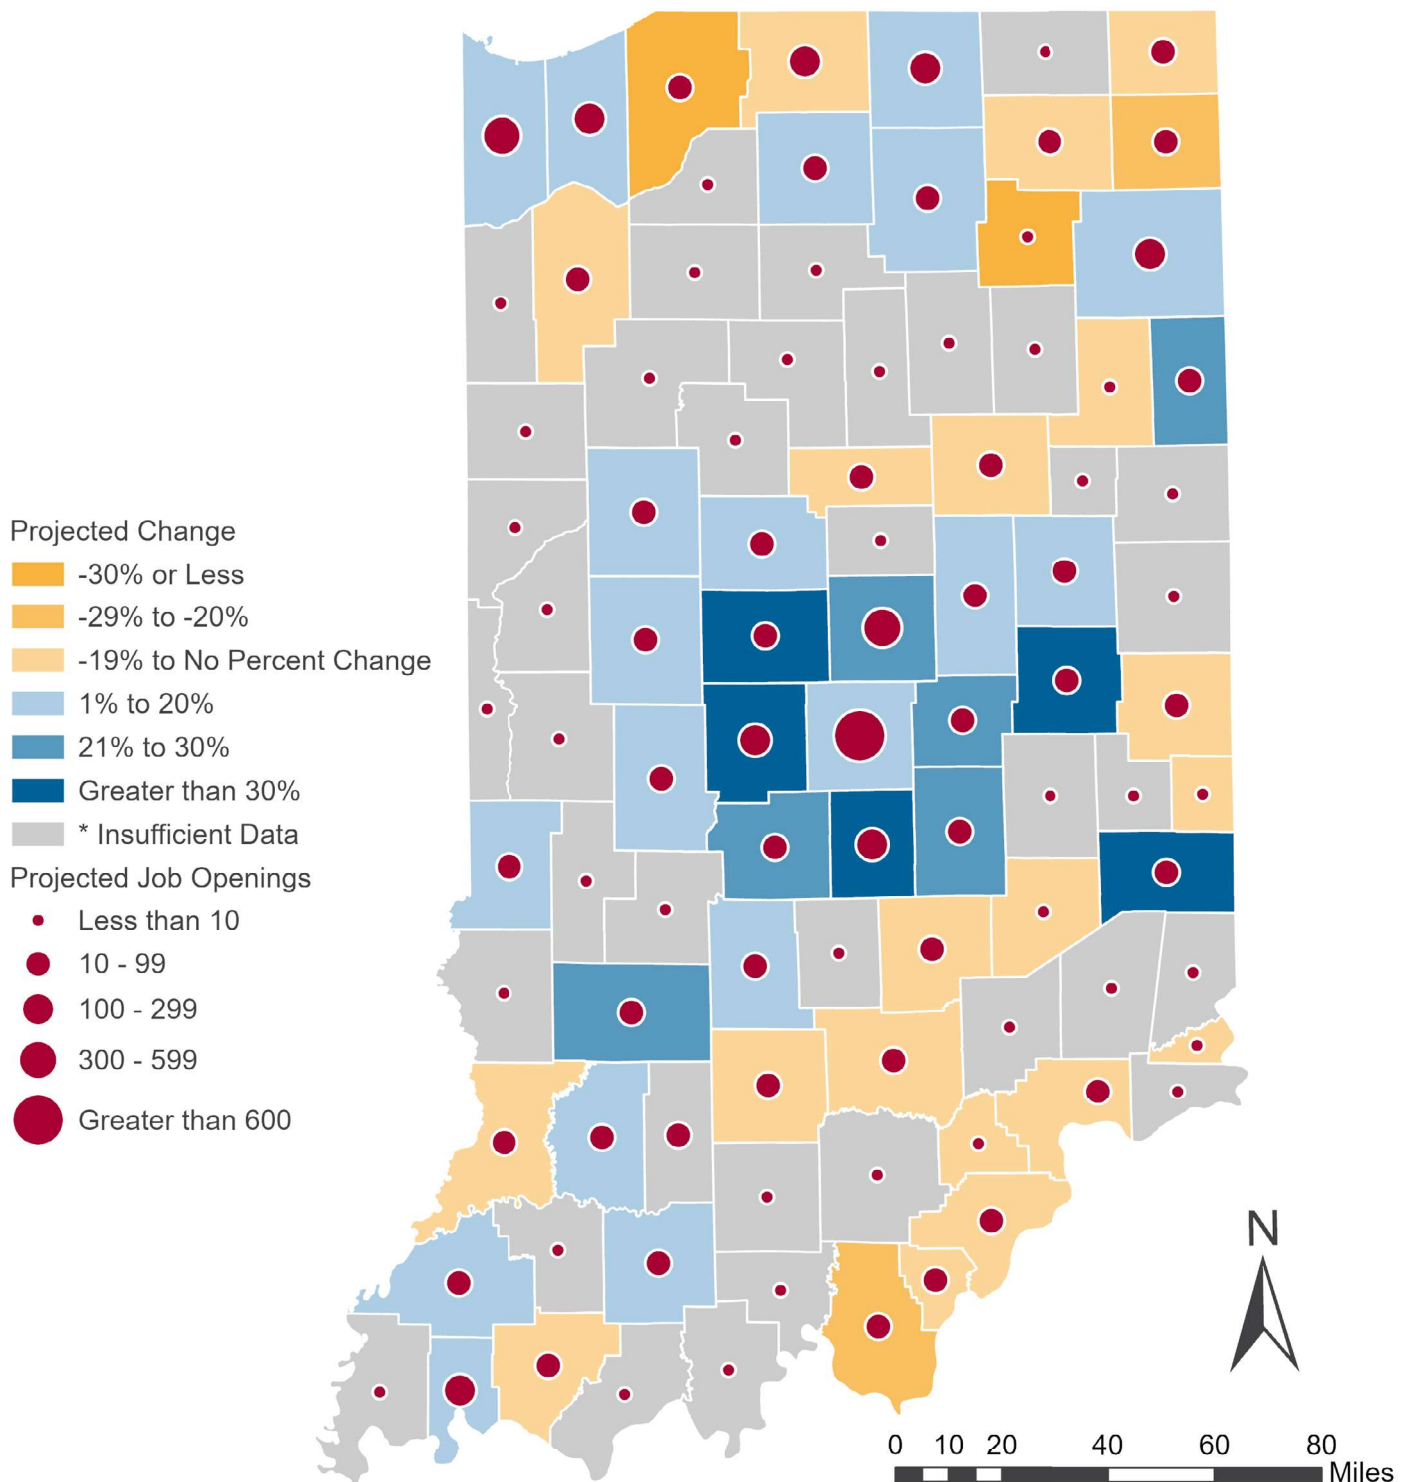 Projected Change
-30% or Less
-29% to -20%
-19% to No Percent Change
1% to 20%
21% to 30%
Greater than 30%
* Insufficient Data
Projected Job Openings
Less than 10
10 - 99
100 - 299
300 - 599
Greater than 600
N
0 10 20 40 60 80
Miles